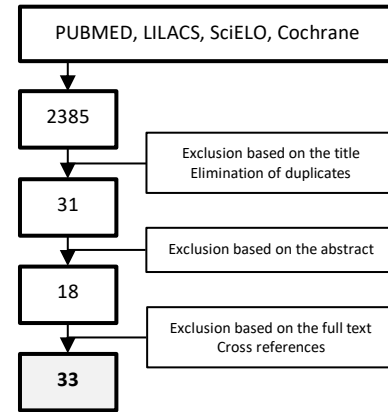 PUBMED, LILACS, SciELO, Cochrane
2385
Exclusion based on the title
Elimination of duplicates
31
Exclusion based on the abstract
18
Exclusion based on the full text
Cross references
33